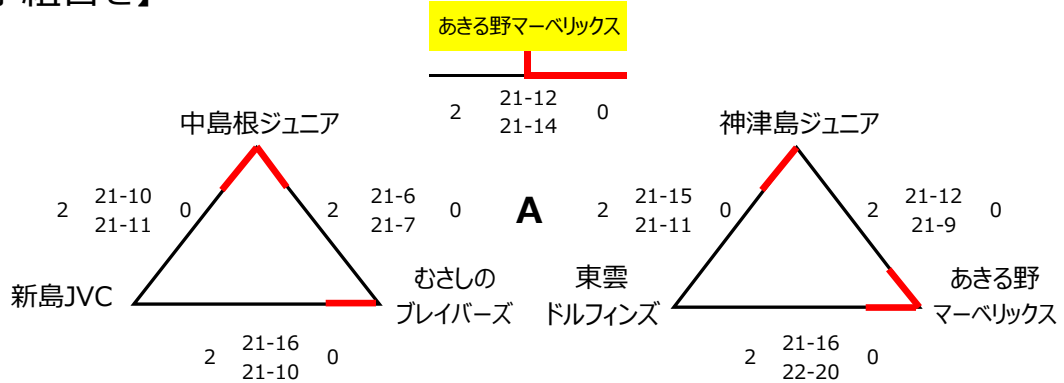 組合せ】
あきる野マーベリックス
2 21-12 0
21-14
中島根ジュニア
神津島ジュニア
2 21-10 0
21-11
2 21-6 0
21-7
A
2 21-15 0
21-11
2 21-12 0
21-9
新島JVC
むさしの
ブレイバーズ
東雲
ドルフィンズ
あきる野
マーベリックス
2 21-16 0
21-10
2 21-16 0
22-20